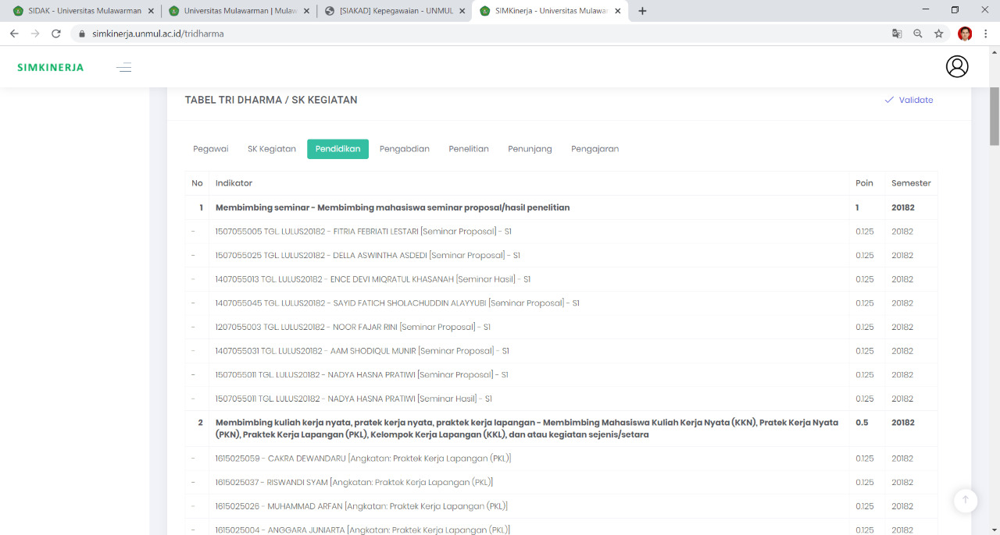 SIDAK - Universitas Mulawarman
Universitas Mulawarman | Mulaw
[SIAKAD] Kepegawaian - UNMUL
SIMKinerja - Universitas Mulawar
simkinerja.unmul.ac.id/tridharma
SIMKINERJA
TABEL TRI DHARMA / SK KEGIATAN
Validate
Pegawai SK Kegiatan Pendidikan Pengabdian Penelitian Penunjang Pengajaran
No Indikator Poin Semester
1 Membimbing seminar - Membimbing mahasiswa seminar proposal/hasil penelitian 1 20182
- 1507055005 TGL. LULUS20182 - FITRIA FEBRIATI LESTARI [Seminar Proposal] - S1 0.125 20182
- 1507055025 TGL. LULUS20182 - DELLA ASWINTHA ASDEDI [Seminar Proposal] - S1 0.125 20182
- 1407055013 TGL. LULUS20182 - ENCE DEVI MIQRATUL KHASANAH [Seminar Hasil] - S1 0.125 20182
- 1407055045 TGL. LULUS20182 - SAYID FATICH SHOLACHUDDIN ALAYYUBI [Seminar Proposal] - S1 0.125 20182
- 1207055003 TGL. LULUS20182 - NOOR FAJAR RINI [Seminar Proposal] - S1 0.125 20182
- 1407055031 TGL. LULUS20182 - AAM SHODIQUL MUNIR [Seminar Proposal] - S1 0.125 20182
- 1507055011 TGL. LULUS20182 - NADYA HASNA PRATIWI [Seminar Proposal] - S1 0.125 20182
- 1507055011 TGL. LULUS20182 - NADYA HASNA PRATIWI [Seminar Hasil] - S1 0.125 20182
2 Membimbing kuliah kerja nyata, pratek kerja nyata, praktek kerja lapangan - Membimbing Mahasiswa Kuliah Kerja Nyata (KKN), Pratek Kerja Nyata 0.5 20182
(PKN), Praktek Kerja Lapangan (PKL), Kelompok Kerja Lapangan (KKL), dan atau kegiatan sejenis/setara
- 1615025059 - CAKRA DEWANDARU [Angkatan: Praktek Kerja Lapangan (PKL)] 0.125 20182
- 1615025037 - RISWANDI SYAM [Angkatan: Praktek Kerja Lapangan (PKL)] 0.125 20182
- 1615025026 - MUHAMMAD ARFAN [Angkatan: Praktek Kerja Lapangan (PKL)] 0.125 20182
- 1615025004 - ANGGARA JUNIARTA [Angkatan: Praktek Kerja Lapangan (PKL)] 0.125 20182